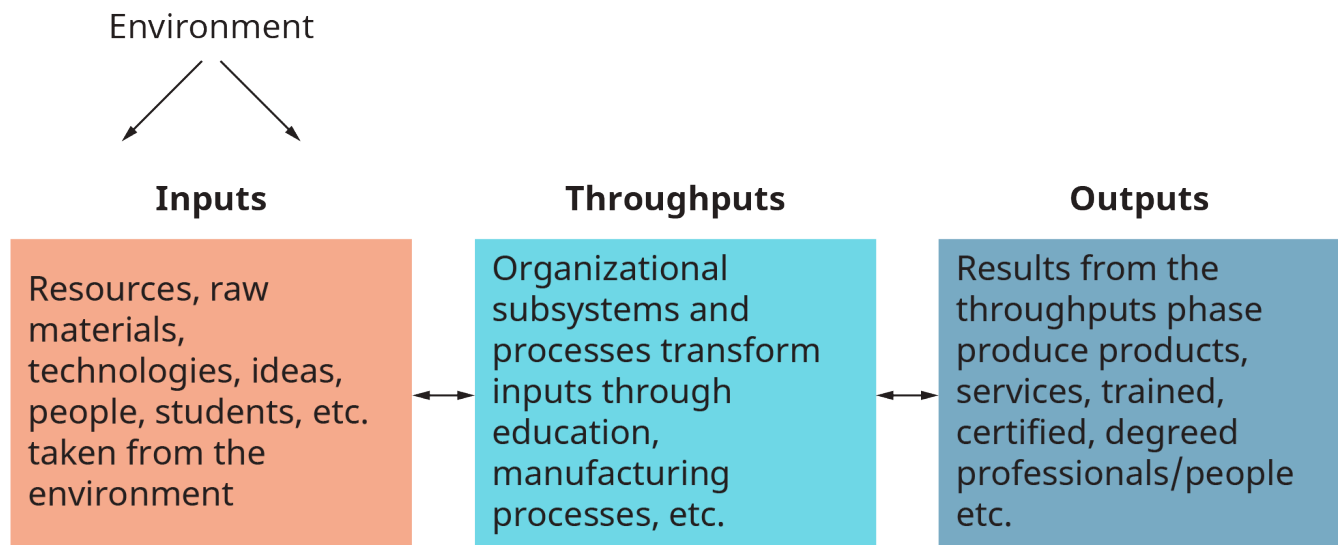 Environment
Inputs
Resources, raw
materials,
technologies, ideas,
people, students, etc.
taken from the
environment
Throughputs
Organizational
subsystems and
processes transform
inputs through
education,
manufacturing
processes, etc.
Outputs
Results from the
throughputs phase
produce products,
services, trained,
certified, degreed
professionals/people
etc.